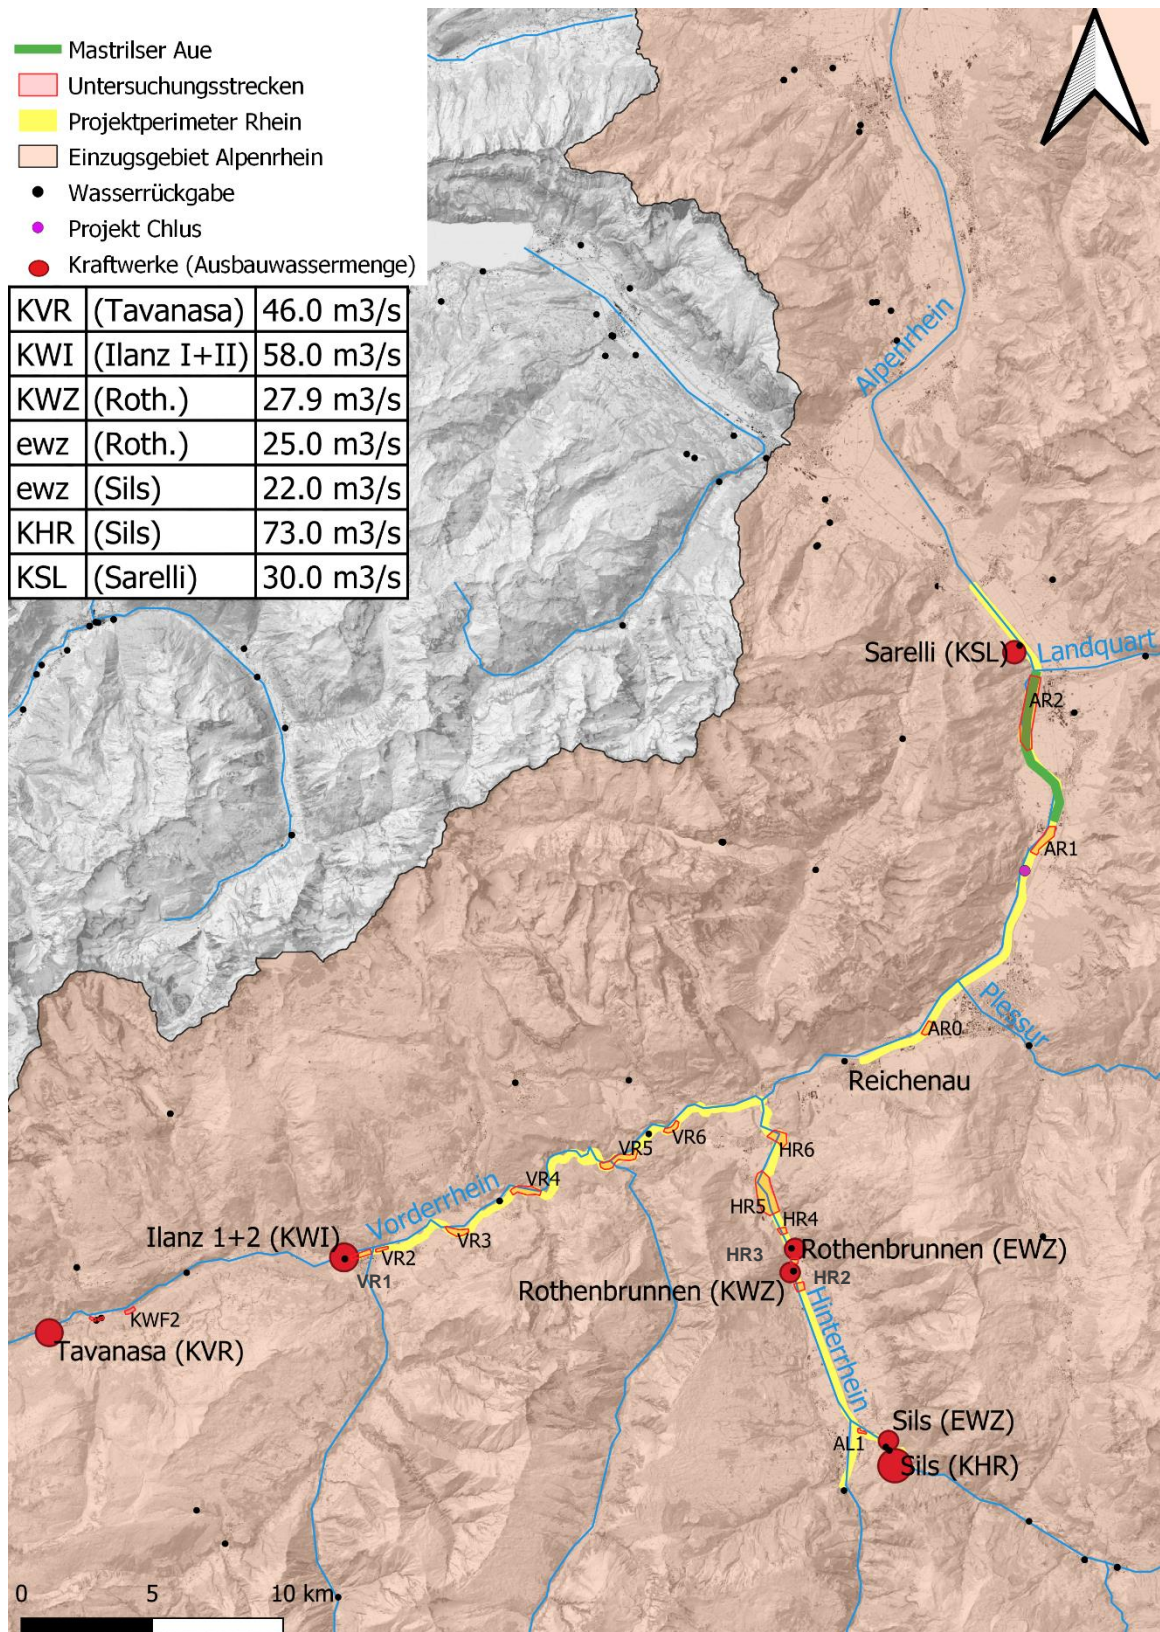 Mastrilser Aue
Untersuchungsstrecken
Projektperimeter Rhein
Einzugsgebiet Alpenrhein
Wasserrückgabe
Projekt Chlus
Kraftwerke (Ausbauwassermenge)
KVR (Tavanasa) 46.0 m3/s
KWI (Ilanz I+II) 58.0 m3/s
KWZ (Roth.) 27.9 m3/s
ewz (Roth.) 25.0 m3/s
ewz (Sils) 22.0 m3/s
KHR (Sils) 73.0 m3/s
KSL (Sarelli) 30.0 m3/s
Alpenrhein
Sarelli (KSL)
Landquart
AR2
AR1
Plessur
AR0
Reichenau
VR6
VR5
HR6
VR4
HR5
Vorderrhein
HR4
Ilanz 1+2 (KWI)
VR3
VR2
HR3
Rothenbrunnen (EWZ)
VR1
HR2
Rothenbrunnen (KWZ)
KWF2
Tavanasa (KVR)
Hinterrhein
Sils (EWZ)
AL1
Sils (KHR)
0 5 10 km